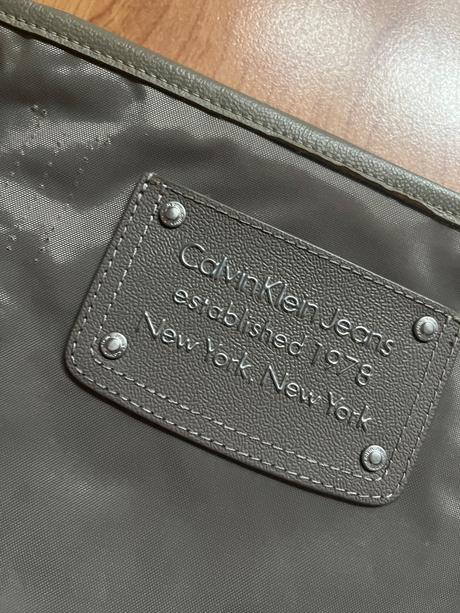 Calvin Klein Jeans
established 1978
New York, New York